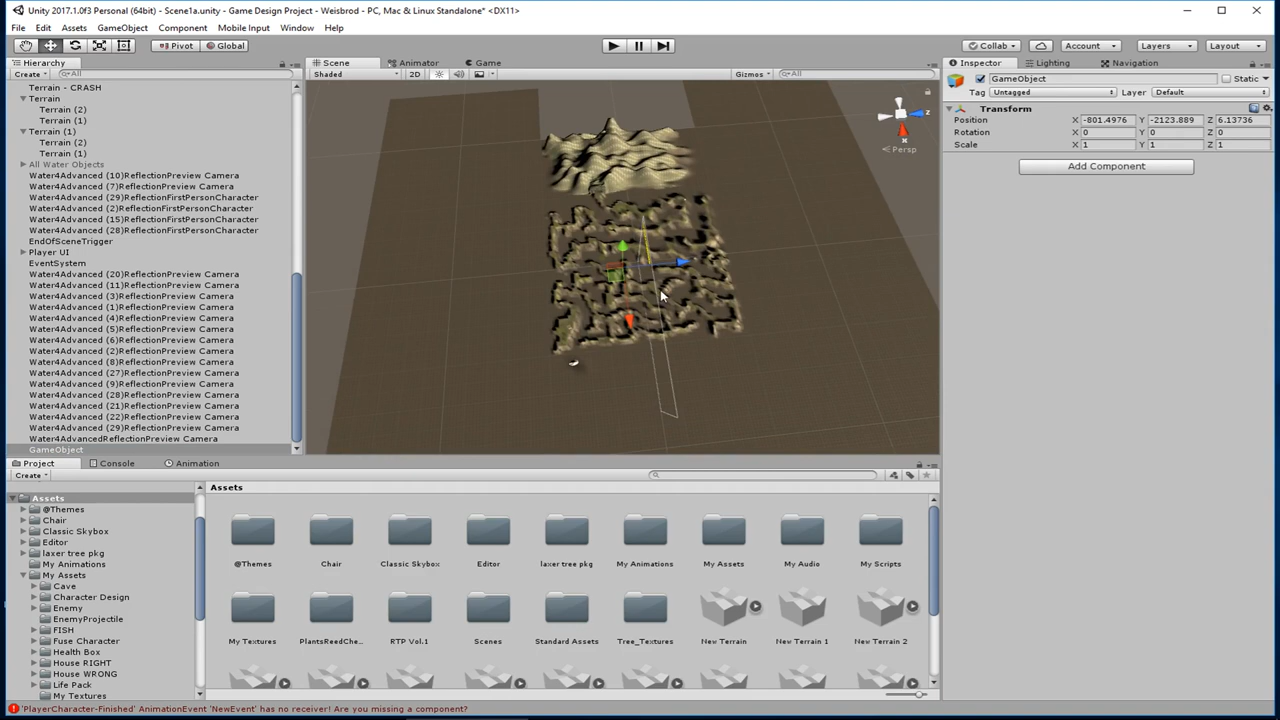 Unity 2017.1.0f3 Personal (64bit) - Scene1a.unity - Game Design Project - Weisbrod - PC, Mac & Linux Standalone* <DX11>
File Edit Assets GameObject Component Mobile Input Window Help
Pivot Global Collab Account Layers Layout
Hierarchy
Create All
Terrain - CRASH
Terrain
Terrain (2)
Terrain (1)
Terrain (1)
Terrain (2)
Terrain (1)
All Water Objects
Water4Advanced (10)ReflectionPreview Camera
Water4Advanced (7)ReflectionPreview Camera
Water4Advanced (29)ReflectionFirstPersonCharacter
Water4Advanced (2)ReflectionFirstPersonCharacter
Water4Advanced (15)ReflectionFirstPersonCharacter
Water4Advanced (28)ReflectionFirstPersonCharacter
EndOfSceneTrigger
Player UI
EventSystem
Water4Advanced (20)ReflectionPreview Camera
Water4Advanced (11)ReflectionPreview Camera
Water4Advanced (3)ReflectionPreview Camera
Water4Advanced (1)ReflectionPreview Camera
Water4Advanced (4)ReflectionPreview Camera
Water4Advanced (5)ReflectionPreview Camera
Water4Advanced (6)ReflectionPreview Camera
Water4Advanced (2)ReflectionPreview Camera
Water4Advanced (8)ReflectionPreview Camera
Water4Advanced (27)ReflectionPreview Camera
Water4Advanced (9)ReflectionPreview Camera
Water4Advanced (28)ReflectionPreview Camera
Water4Advanced (21)ReflectionPreview Camera
Water4Advanced (22)ReflectionPreview Camera
Water4Advanced (29)ReflectionPreview Camera
Water4AdvancedReflectionPreview Camera
GameObject
Scene Animator Game
Shaded 2D Gizmos All
z
x
Persp
Inspector Lighting Navigation
GameObject Static
Tag Untagged Layer Default
Transform
Position X -801.4976 Y -2123.889 Z 6.13736
Rotation X 0 Y 0 Z 0
Scale X 1 Y 1 Z 1
Add Component
Project Console Animation
Create
Assets
@Themes
Chair
Classic Skybox
Editor
laxer tree pkg
My Animations
My Assets
Cave
Character Design
Enemy
EnemyProjectile
FISH
Fuse Character
Health Box
House RIGHT
House WRONG
Life Pack
My Textures
Assets
@Themes Chair Classic Skybox Editor laxer tree pkg My Animations My Assets My Audio My Scripts
My Textures PlantsReedChe... RTP Vol.1 Scenes Standard Assets Tree_Textures New Terrain New Terrain 1 New Terrain 2
'PlayerCharacter-Finished' AnimationEvent 'NewEvent' has no receiver! Are you missing a component?